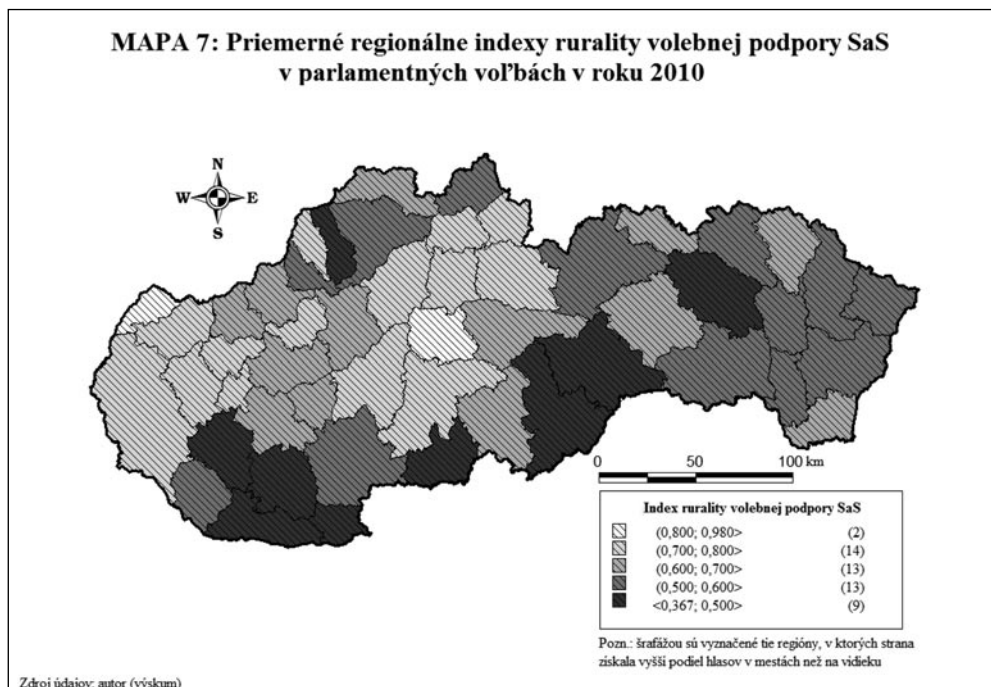 MAPA 7: Priemerné regionálne indexy rurality volebnej podpory SaS
v parlamentných voľbách v roku 2010
N
W E
S
0 50 100 km
Index rurality volebnej podpory SaS
(0,800; 0,980> (2)
(0,700; 0,800> (14)
(0,600; 0,700> (13)
(0,500; 0,600> (13)
<0,367; 0,500> (9)
Pozn.: šrafážou sú vyznačené tie regióny, v ktorých strana
získala vyšší podiel hlasov v mestách než na vidieku
Zdroj údajov: autor (výskum)